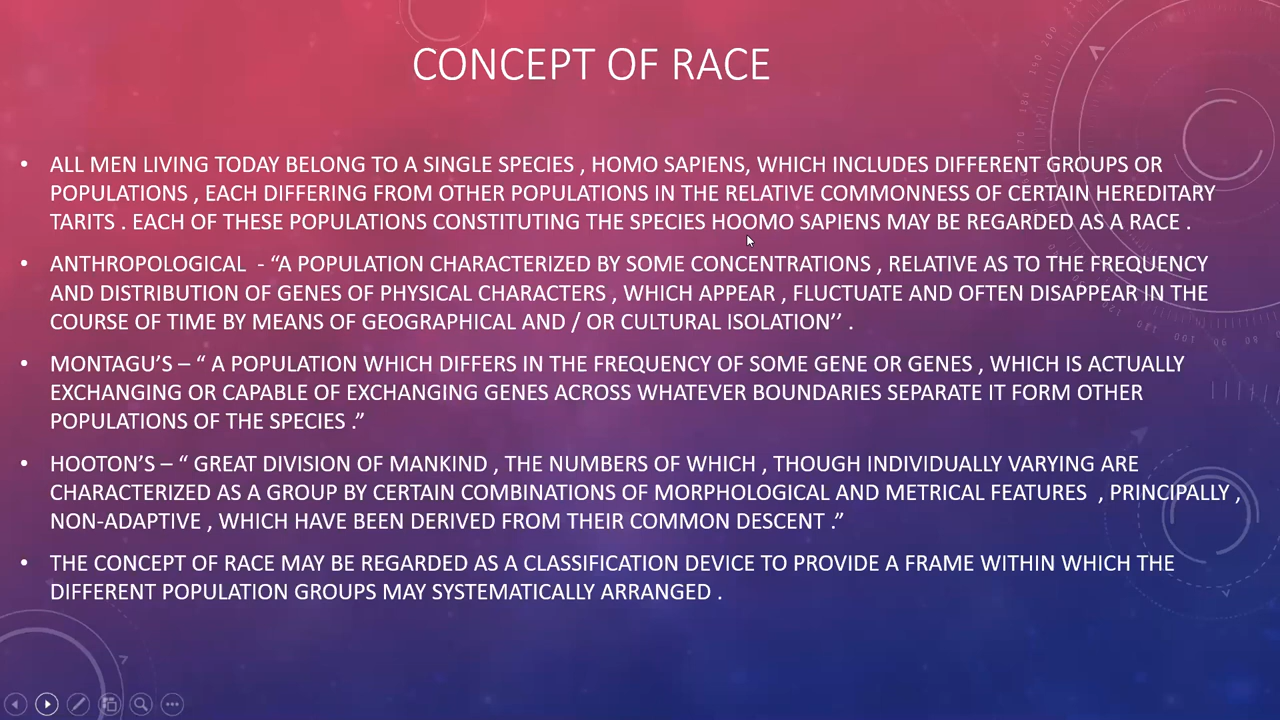 CONCEPT OF RACE
• ALL MEN LIVING TODAY BELONG TO A SINGLE SPECIES , HOMO SAPIENS, WHICH INCLUDES DIFFERENT GROUPS OR
POPULATIONS , EACH DIFFERING FROM OTHER POPULATIONS IN THE RELATIVE COMMONNESS OF CERTAIN HEREDITARY
TARITS . EACH OF THESE POPULATIONS CONSTITUTING THE SPECIES HOOMO SAPIENS MAY BE REGARDED AS A RACE .
• ANTHROPOLOGICAL - “A POPULATION CHARACTERIZED BY SOME CONCENTRATIONS , RELATIVE AS TO THE FREQUENCY
AND DISTRIBUTION OF GENES OF PHYSICAL CHARACTERS , WHICH APPEAR , FLUCTUATE AND OFTEN DISAPPEAR IN THE
COURSE OF TIME BY MEANS OF GEOGRAPHICAL AND / OR CULTURAL ISOLATION’’ .
• MONTAGU’S – “ A POPULATION WHICH DIFFERS IN THE FREQUENCY OF SOME GENE OR GENES , WHICH IS ACTUALLY
EXCHANGING OR CAPABLE OF EXCHANGING GENES ACROSS WHATEVER BOUNDARIES SEPARATE IT FORM OTHER
POPULATIONS OF THE SPECIES .”
• HOOTON’S – “ GREAT DIVISION OF MANKIND , THE NUMBERS OF WHICH , THOUGH INDIVIDUALLY VARYING ARE
CHARACTERIZED AS A GROUP BY CERTAIN COMBINATIONS OF MORPHOLOGICAL AND METRICAL FEATURES , PRINCIPALLY ,
NON-ADAPTIVE , WHICH HAVE BEEN DERIVED FROM THEIR COMMON DESCENT .”
• THE CONCEPT OF RACE MAY BE REGARDED AS A CLASSIFICATION DEVICE TO PROVIDE A FRAME WITHIN WHICH THE
DIFFERENT POPULATION GROUPS MAY SYSTEMATICALLY ARRANGED .